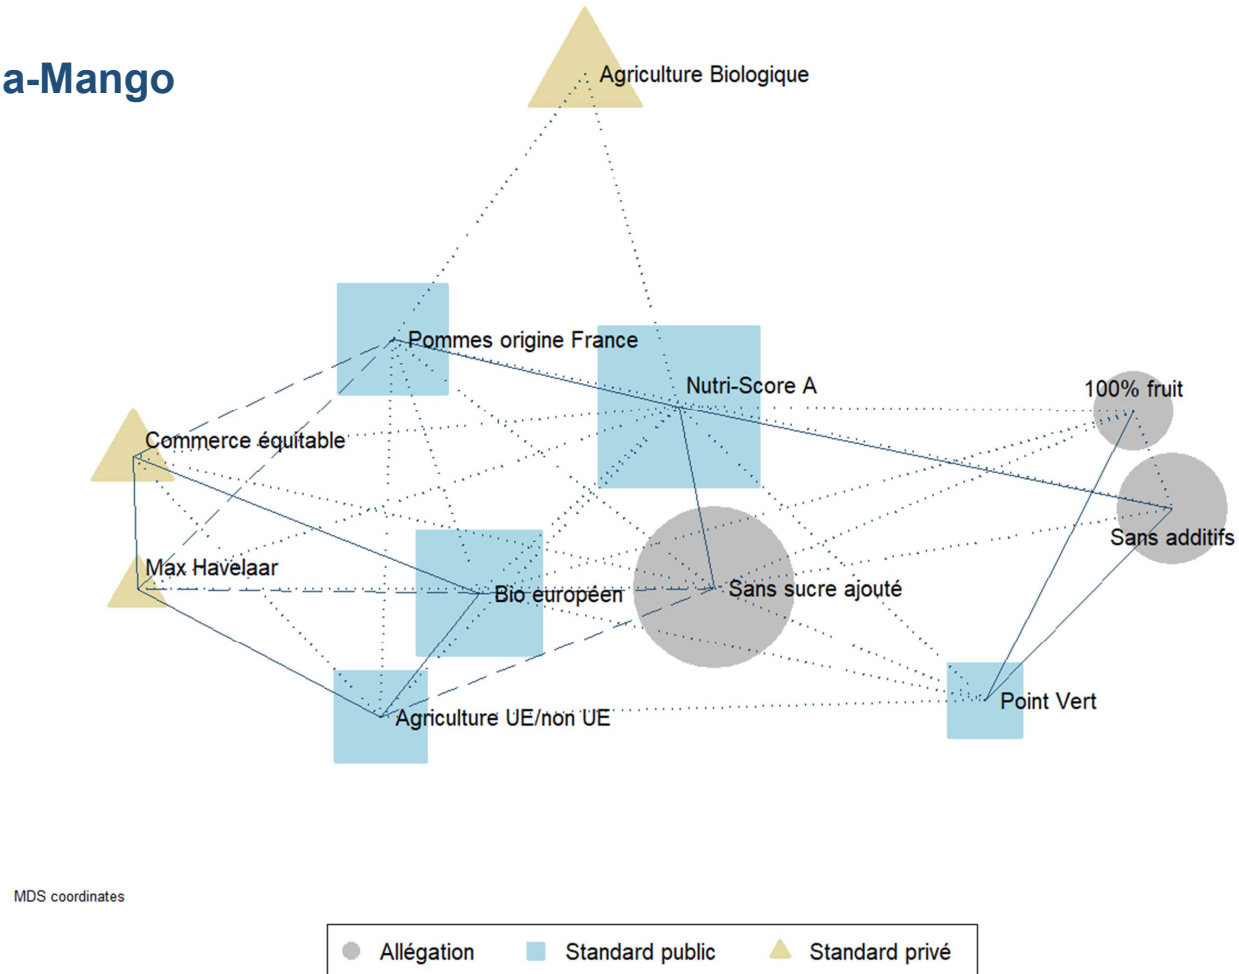 a-Mango
Agriculture Biologique
Pommes origine France
Nutri-Score A
100% fruit
Commerce équitable
Sans additifs
Max Havelaar
Bio européen
Sans sucre ajouté
Agriculture UE/non UE
Point Vert
MDS coordinates
Allégation
Standard public
Standard privé